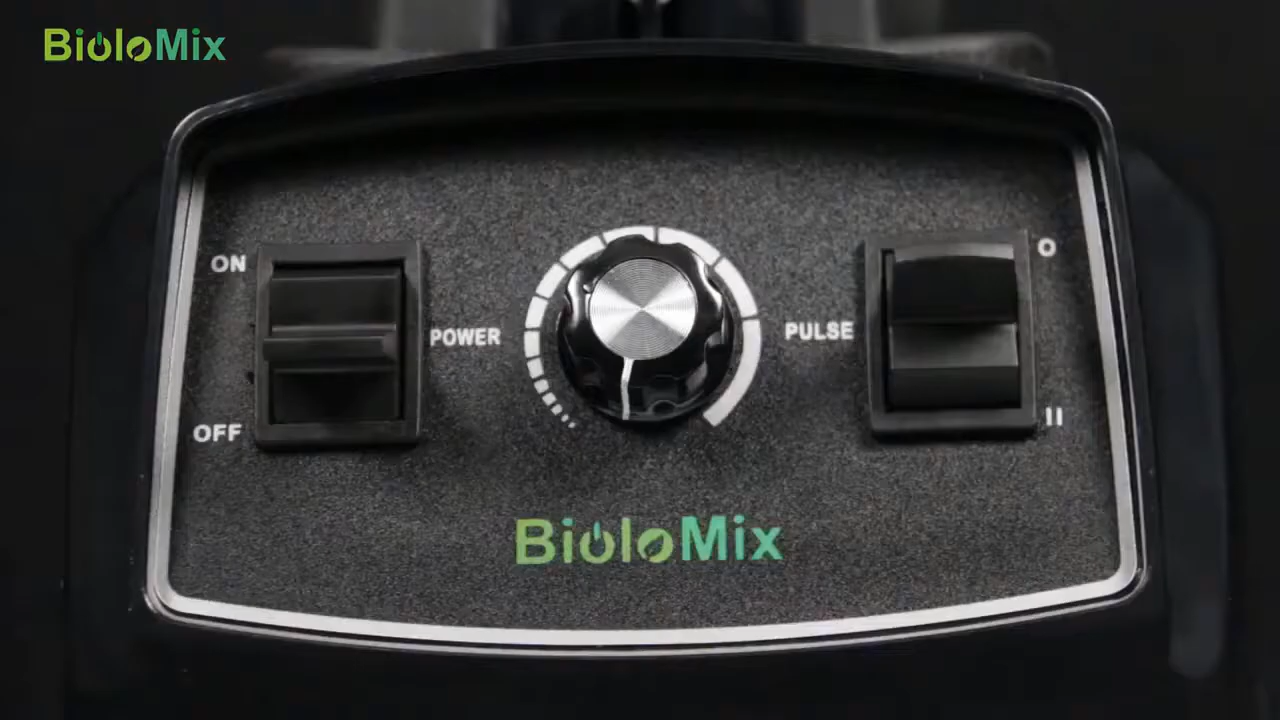 BioloMix
ON
OFF
POWER
PULSE
O
II
BioloMix